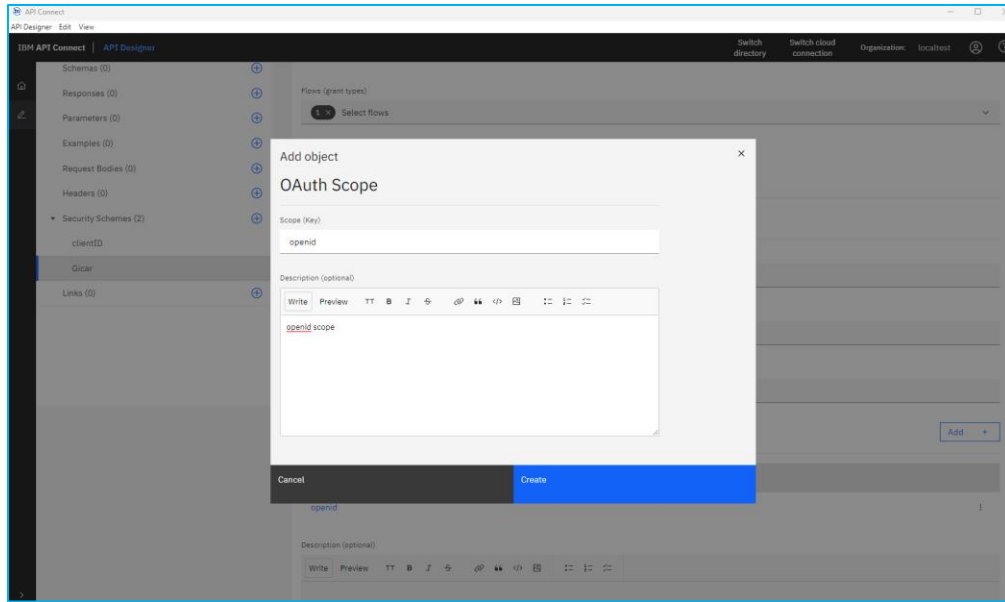 API Connect
API Designer Edit View
IBM API Connect | API Designer
Switch directory
Switch cloud connection
Organization: localtest
Schemas (0)
Responses (0)
Parameters (0)
Examples (0)
Request Bodies (0)
Headers (0)
Security Schemes (2)
clientID
Gicar
Links (0)
Flows (grant types)
1 × Select flows
Add object
OAuth Scope
Scope (Key)
openid
Description (optional)
Write Preview TT B I S
openid scope
Cancel
Create
Add +
openid
Description (optional)
Write Preview TT B I S